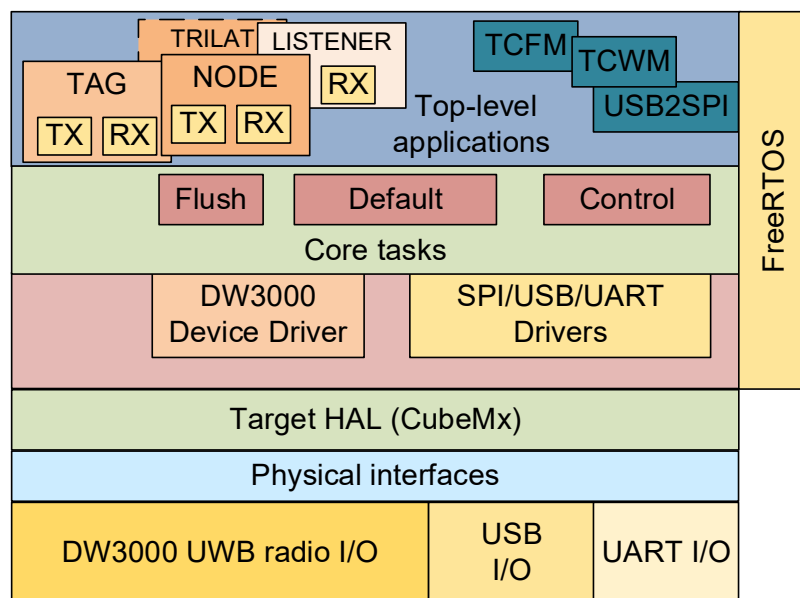 TRILAT
LISTENER
RX
TAG
TX RX
NODE
TX RX
TCFM
TCWM
USB2SPI
Top-level
applications
FreeRTOS
Flush
Default
Control
Core tasks
DW3000
Device Driver
SPI/USB/UART
Drivers
Target HAL (CubeMx)
Physical interfaces
DW3000 UWB radio I/O
USB
I/O
UART I/O